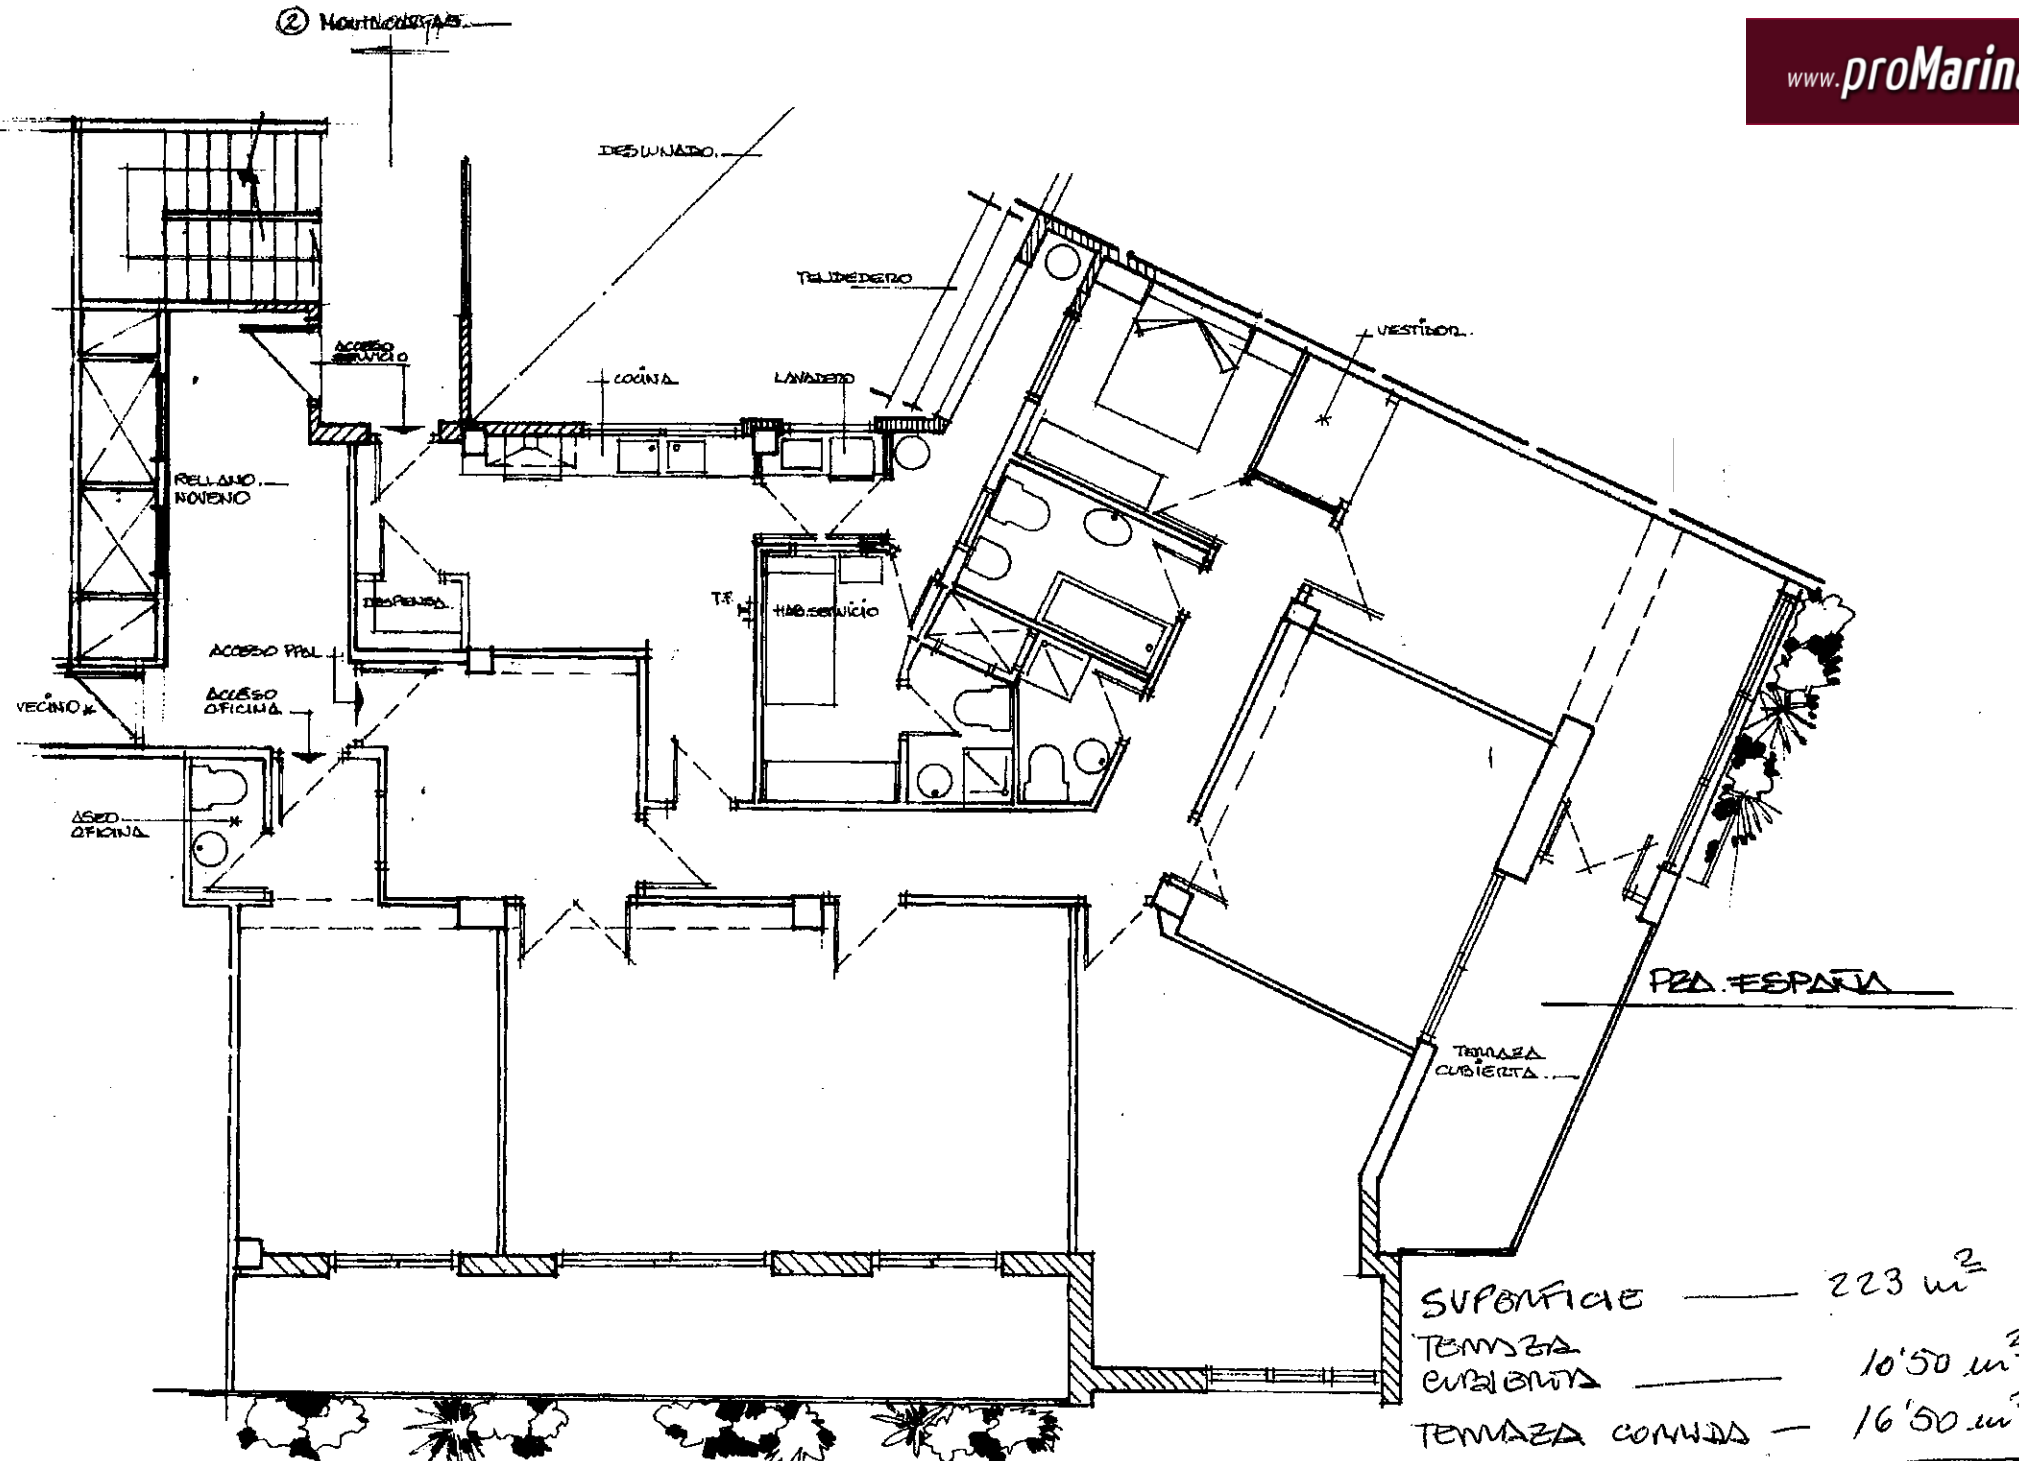 ② MONTACARGAS
www.proMarina
DESLUNADO
TENDEDERO
VESTIDOR
ACCESO
SERVICIO
COCINA
LAVADERO
RELLANO
NOVENO
DESPENSA
T.F.
HAB. SERVICIO
ACCESO PPAL
ACCESO
OFICINA
VECINO
ASEO
OFICINA
PZA. ESPAÑA
TERRAZA
CUBIERTA
SUPERFICIE — 223 m²
TERRAZA
CUBIERTA — 10'50 m²
TERRAZA CORRIDA — 16'50 m²